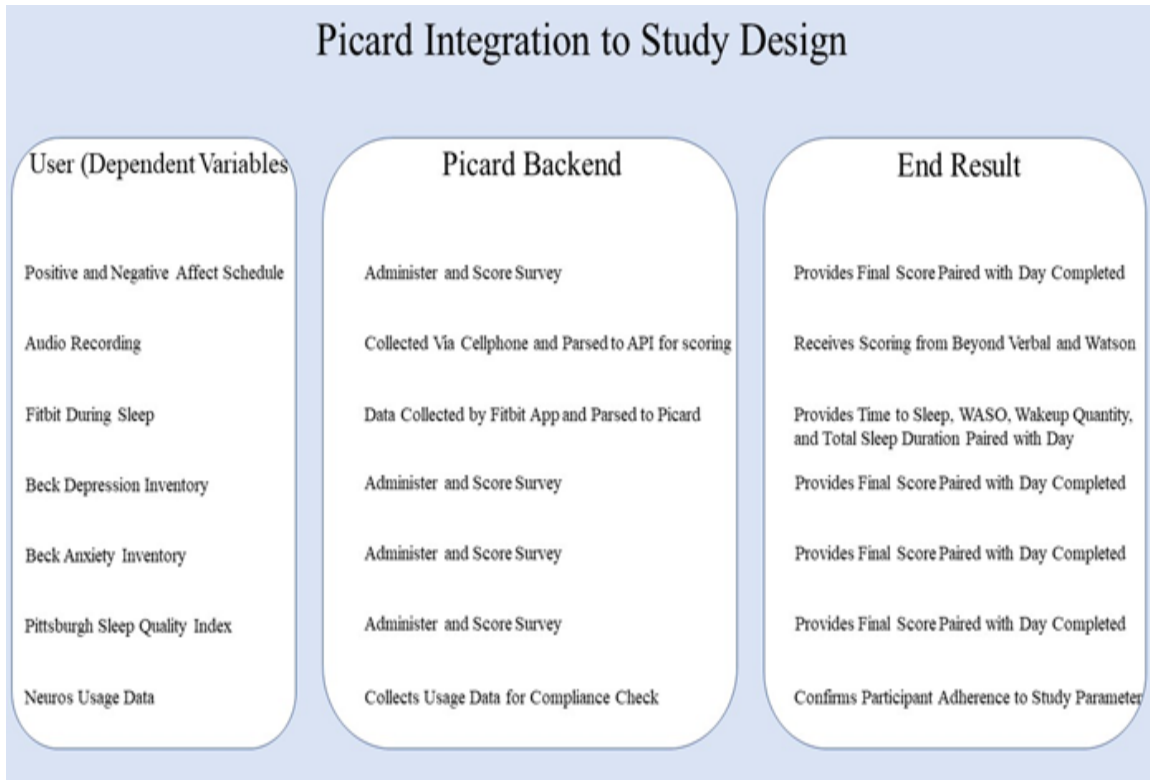 Picard Integration to Study Design
User (Dependent Variables
Picard Backend
End Result
Positive and Negative Affect Schedule
Administer and Score Survey
Provides Final Score Paired with Day Completed
Audio Recording
Collected Via Cellphone and Parsed to API for scoring
Receives Scoring from Beyond Verbal and Watson
Fitbit During Sleep
Data Collected by Fitbit App and Parsed to Picard
Provides Time to Sleep, WASO, Wakeup Quantity,
and Total Sleep Duration Paired with Day
Beck Depression Inventory
Administer and Score Survey
Provides Final Score Paired with Day Completed
Beck Anxiety Inventory
Administer and Score Survey
Provides Final Score Paired with Day Completed
Pittsburgh Sleep Quality Index
Administer and Score Survey
Provides Final Score Paired with Day Completed
Neuros Usage Data
Collects Usage Data for Compliance Check
Confirms Participant Adherence to Study Parameter